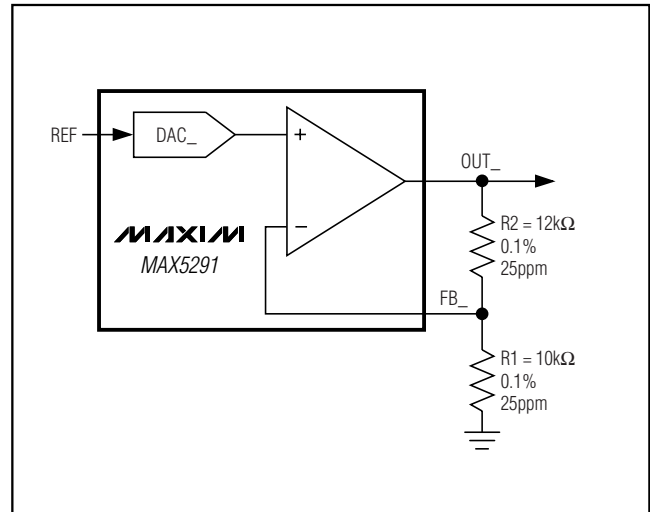 REF
DAC_
+
OUT_
−
MAXIM
MAX5291
R2 = 12kΩ
0.1%
25ppm
FB_
R1 = 10kΩ
0.1%
25ppm